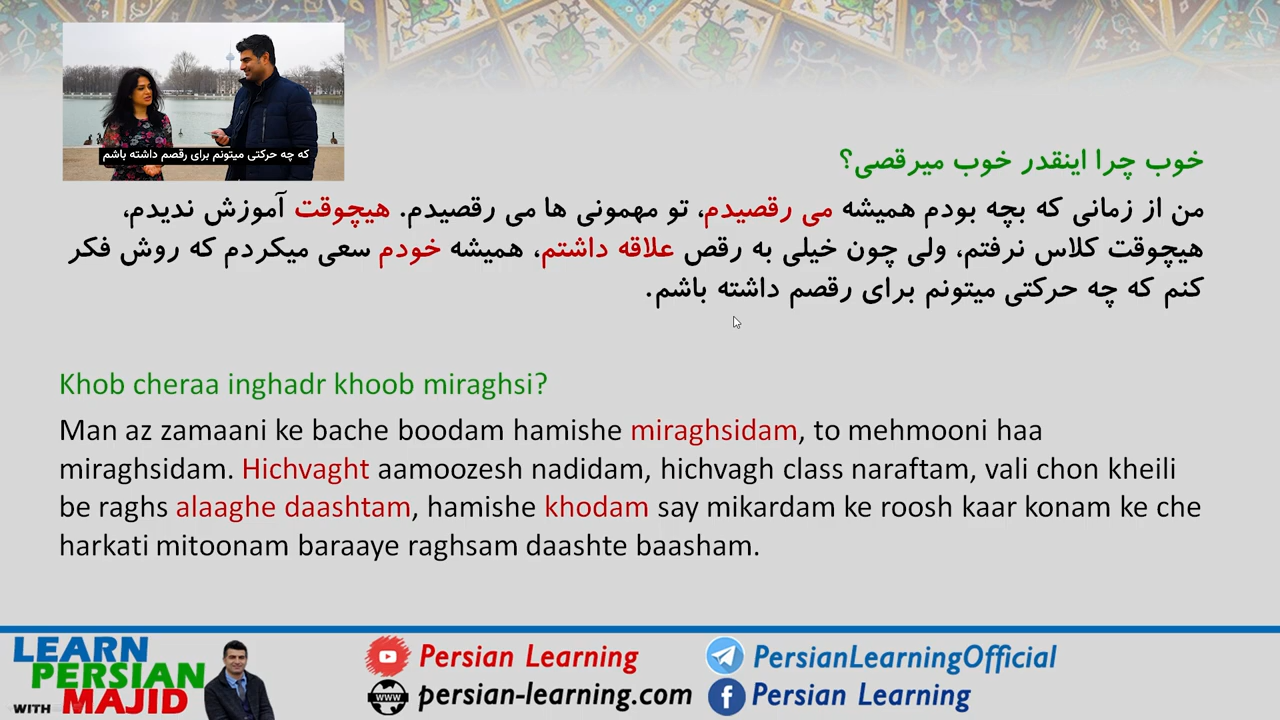 که چه حرکتی میتونم برای رقصم داشته باشم
خوب چرا اینقدر خوب میرقصی؟
من از زمانی که بچه بودم همیشه می رقصیدم، تو مهمونی ها می رقصیدم. هیچوقت آموزش ندیدم،
هیچوقت کلاس نرفتم، ولی چون خیلی به رقص علاقه داشتم، همیشه خودم سعی میکردم که روش فکر
کنم که چه حرکتی میتونم برای رقصم داشته باشم.
Khob cheraa inghadr khoob miraghsi?
Man az zamaani ke bache boodam hamishe miraghsidam, to mehmooni haa
miraghsidam. Hichvaght aamoozesh nadidam, hichvagh class naraftam, vali chon kheili
be raghs alaaghe daashtam, hamishe khodam say mikardam ke roosh kaar konam ke che
harkati mitoonam baraaye raghsam daashte baasham.
LEARN
PERSIAN
WITH MAJID
Persian Learning
PersianLearningOfficial
www persian-learning.com
Persian Learning